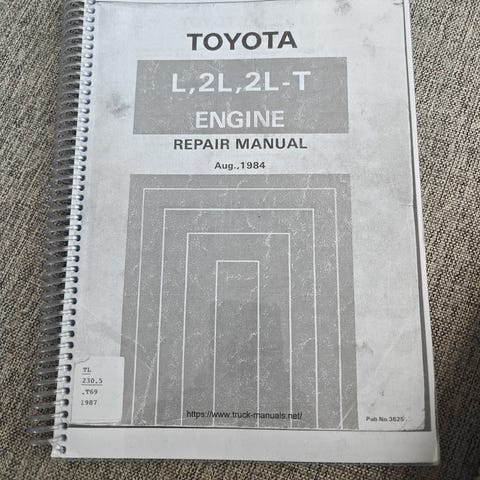 TOYOTA
L,2L,2L-T
ENGINE
REPAIR MANUAL
Aug.,1984
TL
230.5
.T69
1987
https://www.truck-manuals.net/
Pub No.3625